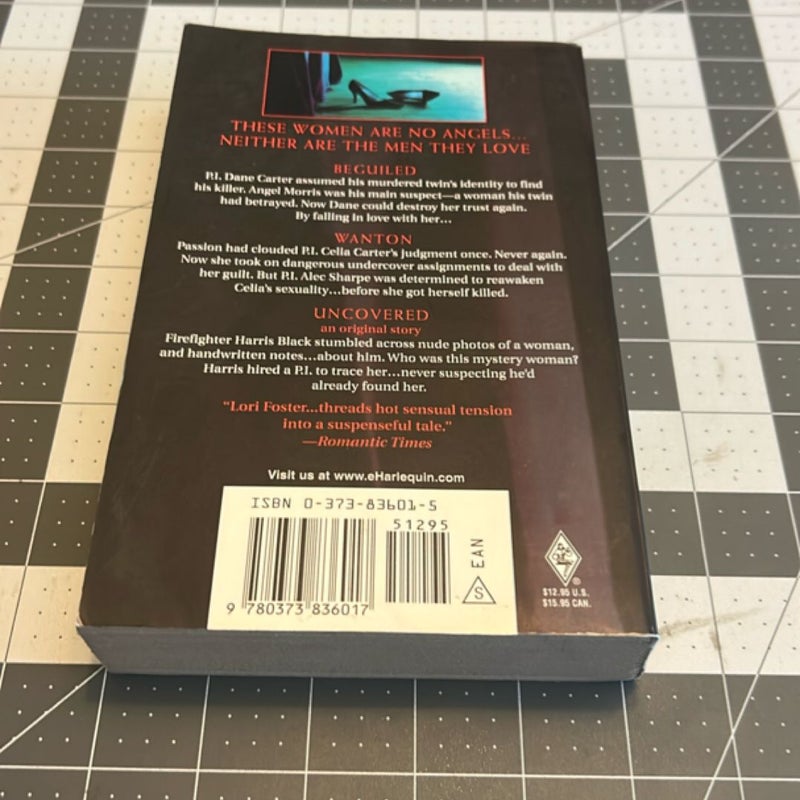 THESE WOMEN ARE NO ANGELS...
NEITHER ARE THE MEN THEY LOVE
BEGUILED
P.I. Dane Carter assumed his murdered twin's identity to find
his killer. Angel Morris was his main suspect—a woman his twin
had betrayed. Now Dane could destroy her trust again.
By falling in love with her...
WANTON
Passion had clouded P.I. Celia Carter's judgment once. Never again.
Now she took on dangerous undercover assignments to deal with
her guilt. But P.I. Alec Sharpe was determined to reawaken
Celia's sexuality...before she got herself killed.
UNCOVERED
an original story
Firefighter Harris Black stumbled across nude photos of a woman,
and handwritten notes...about him. Who was this mystery woman?
Harris hired a P.I. to trace her...never suspecting he'd
already found her.
"Lori Foster...threads hot sensual tension
into a suspenseful tale."
—Romantic Times
Visit us at www.eHarlequin.com
ISBN 0-373-83601-5
51295
EAN
S
9 780373 836017
®
$12.95 U.S.
$15.95 CAN.